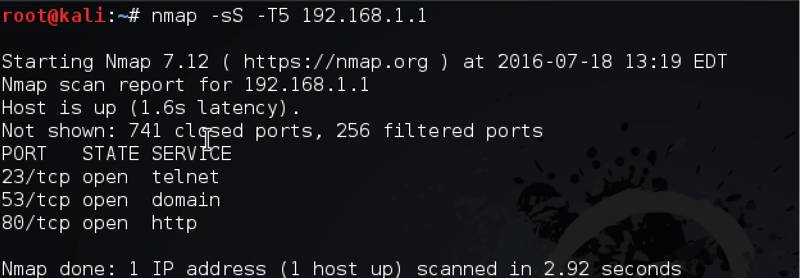 root@kali:~# nmap -sS -T5 192.168.1.1
Starting Nmap 7.12 ( https://nmap.org ) at 2016-07-18 13:19 EDT
Nmap scan report for 192.168.1.1
Host is up (1.6s latency).
Not shown: 741 closed ports, 256 filtered ports
PORT   STATE SERVICE
23/tcp open  telnet
53/tcp open  domain
80/tcp open  http
Nmap done: 1 IP address (1 host up) scanned in 2.92 seconds